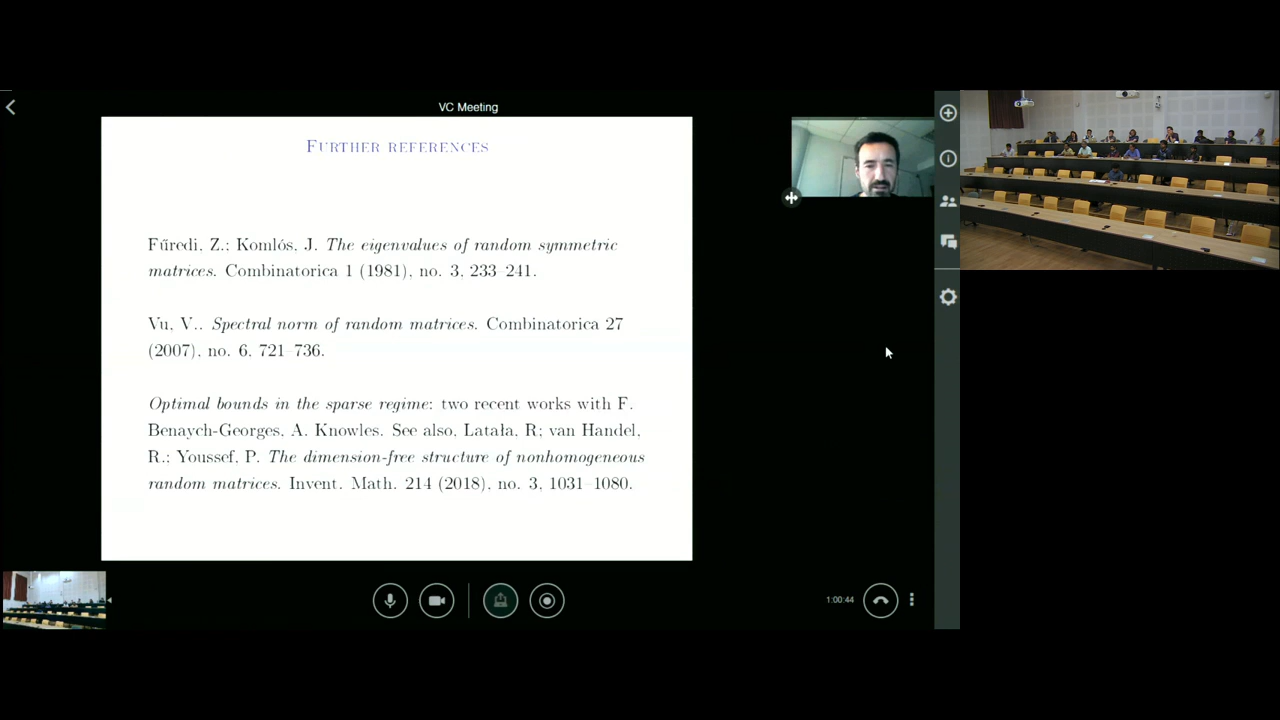 VC Meeting
FURTHER REFERENCES
Fűredi, Z.; Komlós, J. The eigenvalues of random symmetric
matrices. Combinatorica 1 (1981), no. 3, 233–241.
Vu, V.. Spectral norm of random matrices. Combinatorica 27
(2007), no. 6. 721–736.
Optimal bounds in the sparse regime: two recent works with F.
Benaych-Georges, A. Knowles. See also, Latała, R; van Handel,
R.; Youssef, P. The dimension-free structure of nonhomogeneous
random matrices. Invent. Math. 214 (2018), no. 3, 1031–1080.
1:00:44